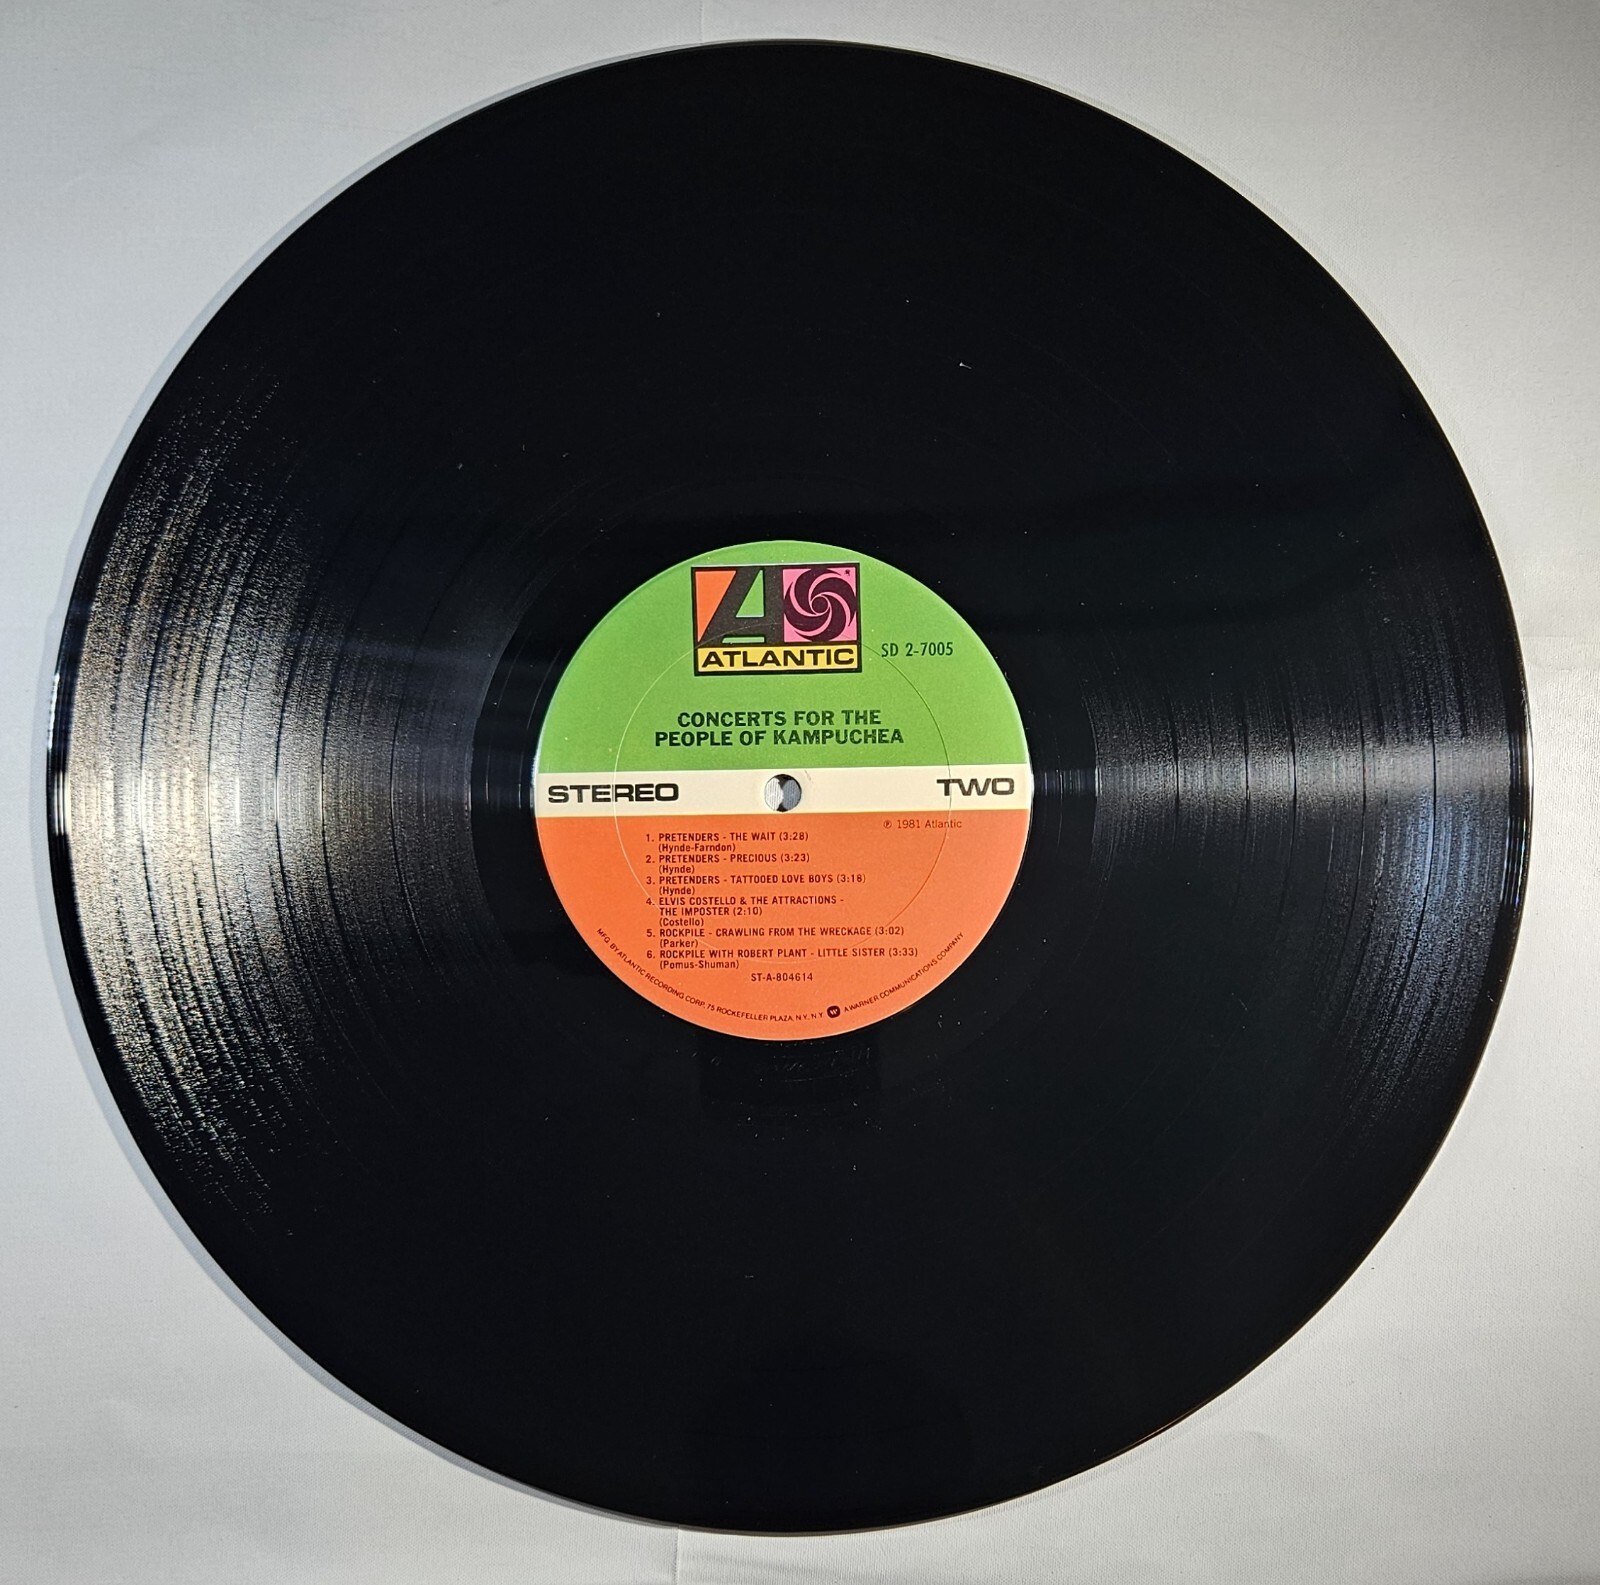 ATLANTIC
SD 2-7005
CONCERTS FOR THE
PEOPLE OF KAMPUCHEA
STEREO
TWO
℗ 1981 Atlantic
1. PRETENDERS - THE WAIT (3:28)
(Hynde-Farndon)
2. PRETENDERS - PRECIOUS (3:23)
(Hynde)
3. PRETENDERS - TATTOOED LOVE BOYS (3:18)
(Hynde)
4. ELVIS COSTELLO & THE ATTRACTIONS -
THE IMPOSTER (2:10)
(Costello)
5. ROCKPILE - CRAWLING FROM THE WRECKAGE (3:02)
(Parker)
6. ROCKPILE WITH ROBERT PLANT - LITTLE SISTER (3:33)
(Pomus-Shuman)
ST-A-804614
MFG. BY ATLANTIC RECORDING CORP. 75 ROCKEFELLER PLAZA, N.Y., N.Y. A WARNER COMMUNICATIONS COMPANY